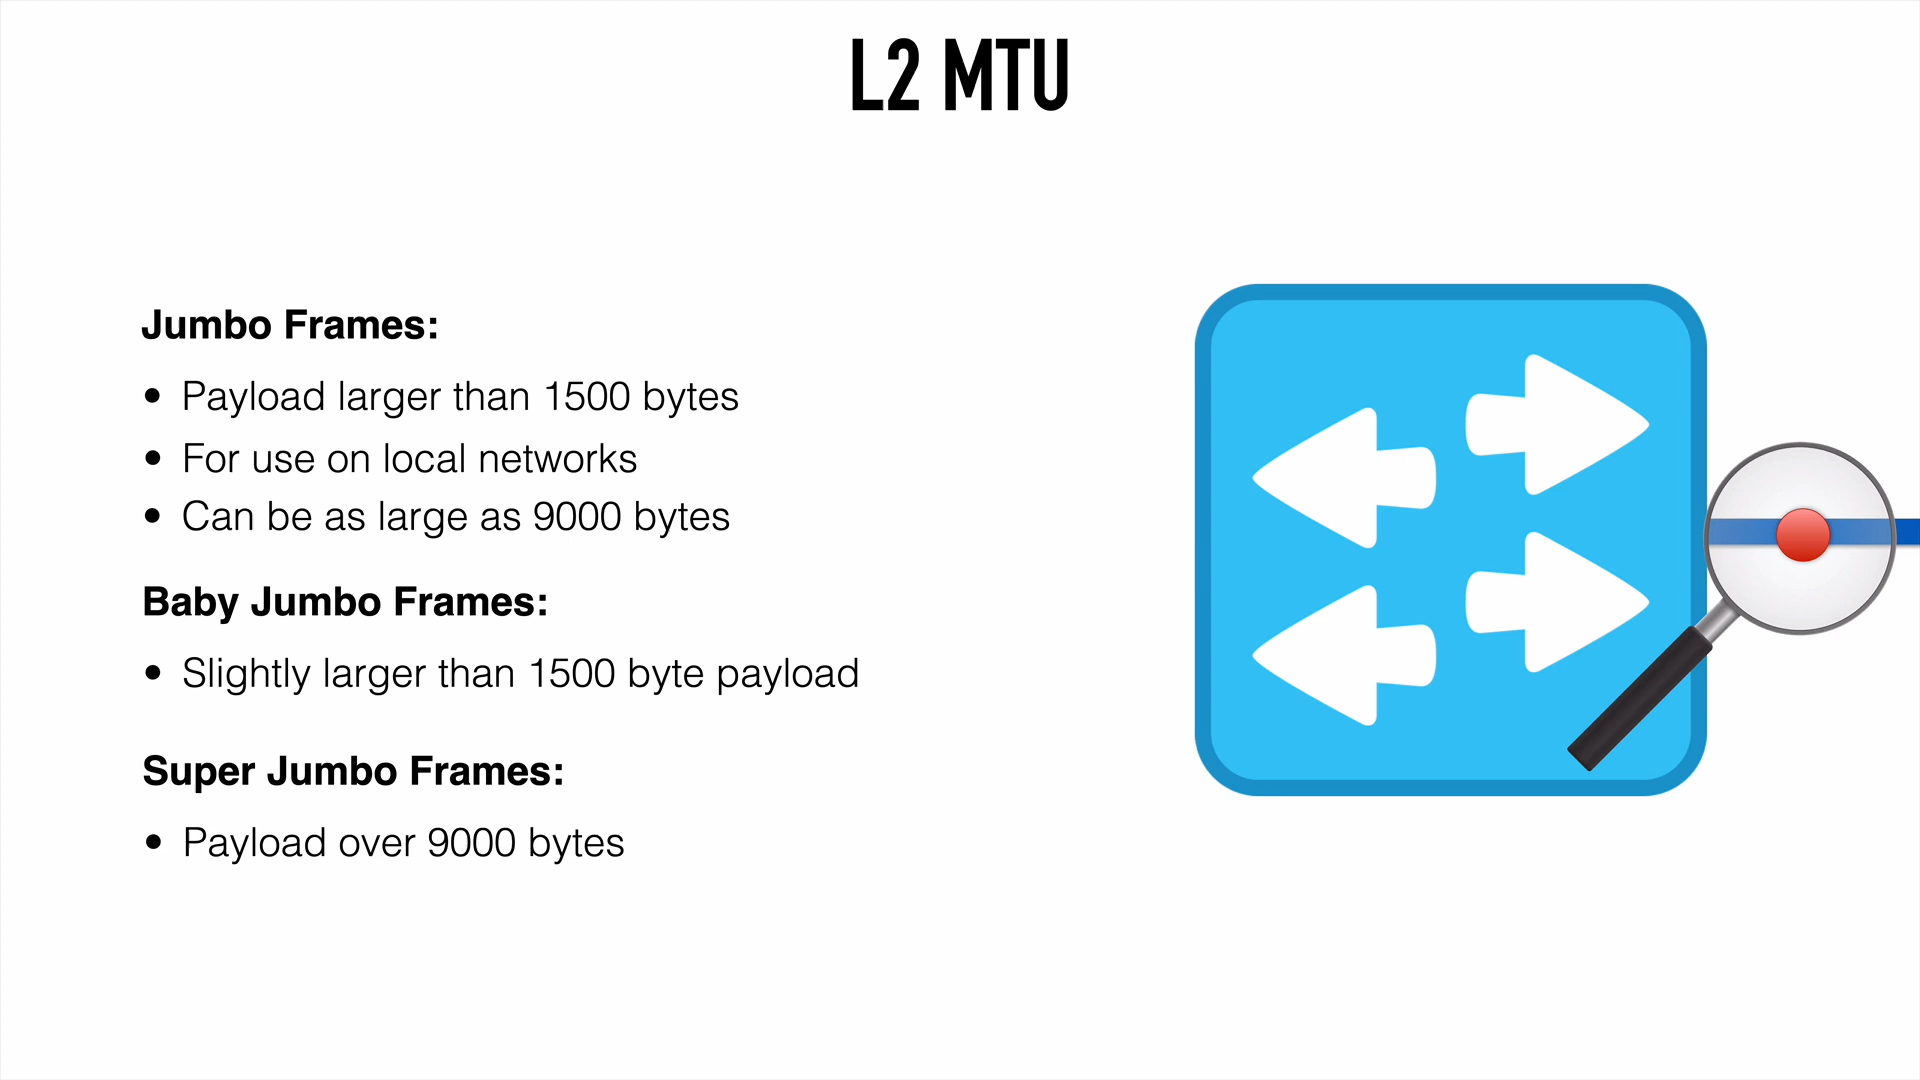 L2 MTU
Jumbo Frames:
• Payload larger than 1500 bytes
• For use on local networks
• Can be as large as 9000 bytes
Baby Jumbo Frames:
• Slightly larger than 1500 byte payload
Super Jumbo Frames:
• Payload over 9000 bytes